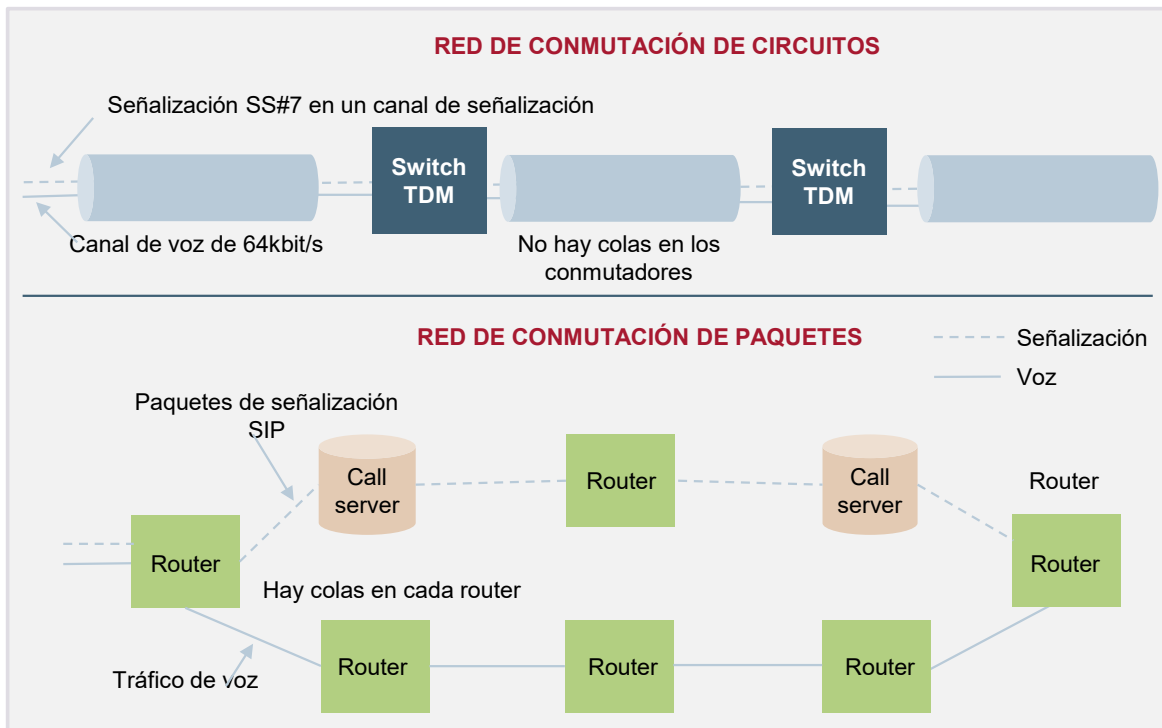 RED DE CONMUTACIÓN DE CIRCUITOS
Señalización SS#7 en un canal de señalización
Switch
TDM
Switch
TDM
Canal de voz de 64kbit/s
No hay colas en los
conmutadores
RED DE CONMUTACIÓN DE PAQUETES
Señalización
Voz
Paquetes de señalización
SIP
Call
server
Router
Call
server
Router
Router
Router
Hay colas en cada router
Router
Router
Router
Tráfico de voz